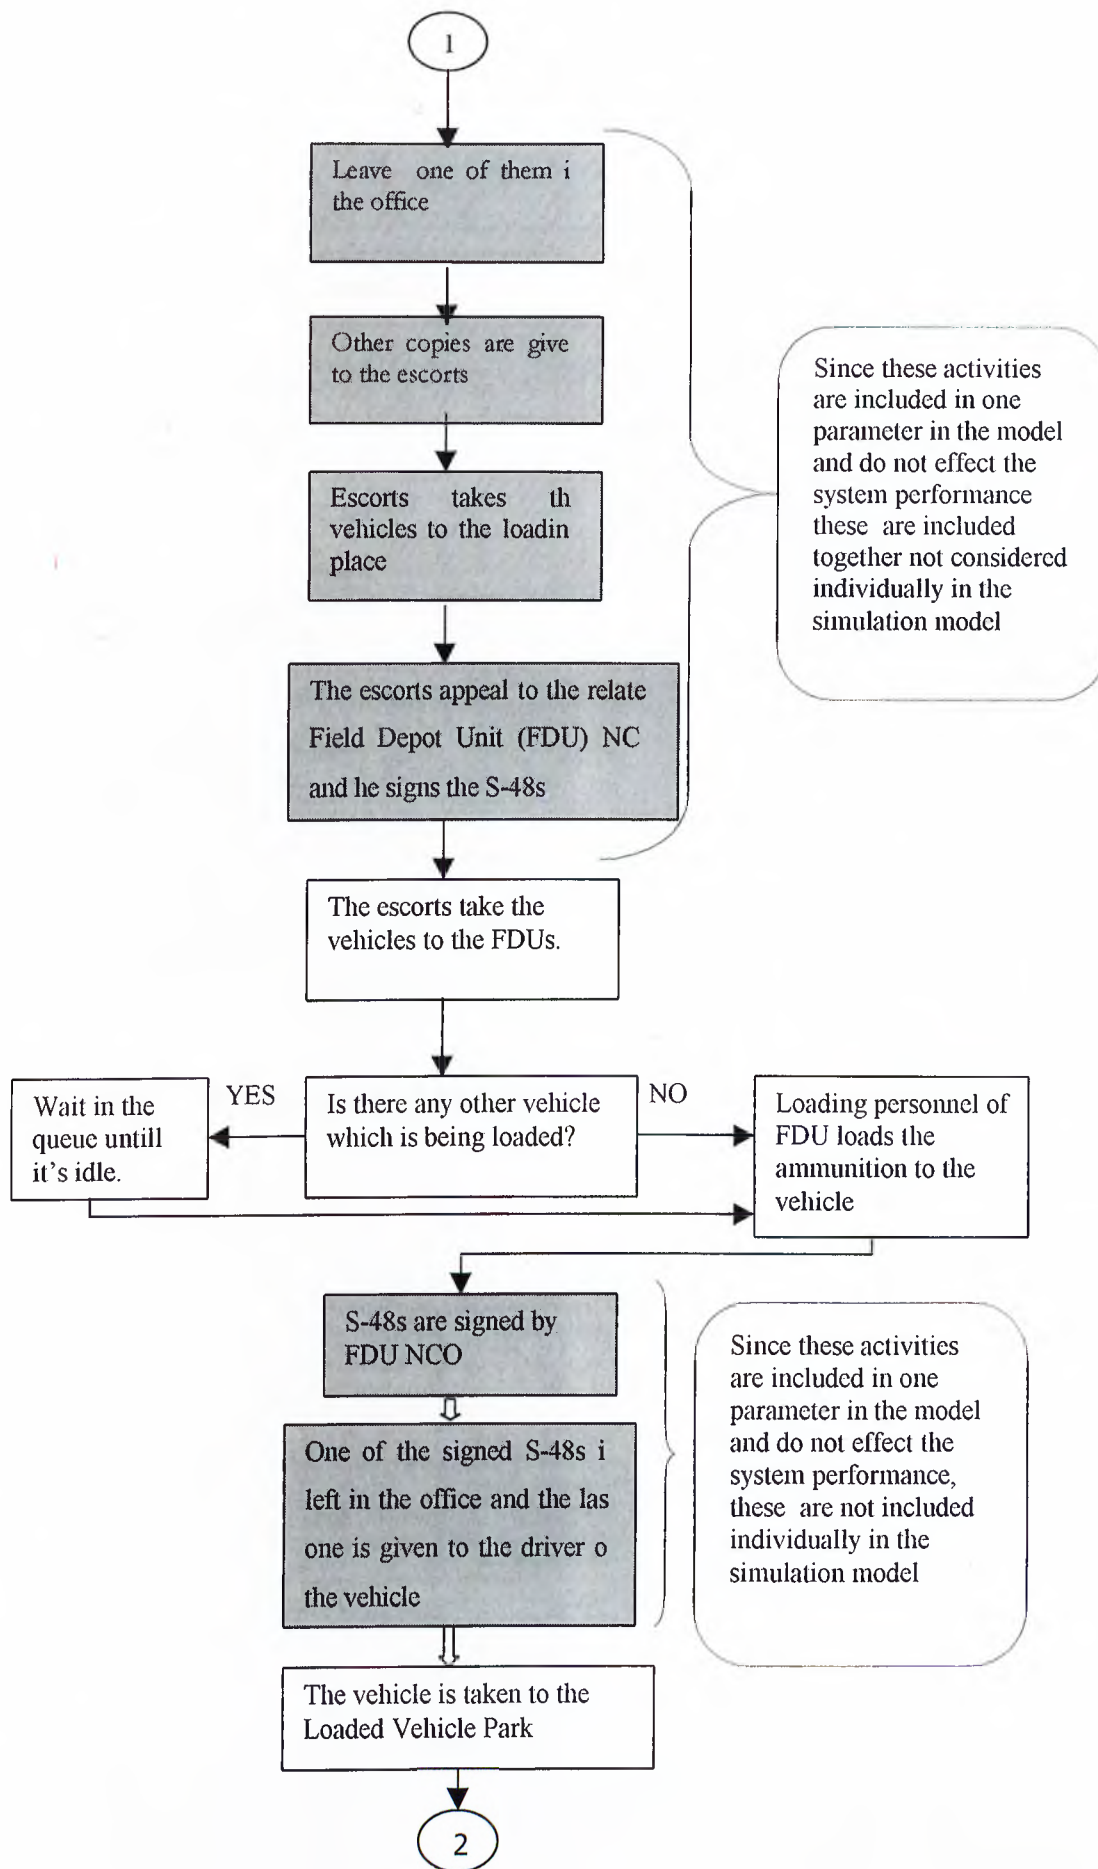 1
Leave one of them i
the office
Other copies are give
to the escorts
Escorts takes th
vehicles to the loadin
place
The escorts appeal to the relate
Field Depot Unit (FDU) NC
and he signs the S-48s
Since these activities
are included in one
parameter in the model
and do not effect the
system performance
these are included
together not considered
individually in the
simulation model
The escorts take the
vehicles to the FDUs.
Is there any other vehicle
which is being loaded?
YES
NO
Wait in the
queue untill
it's idle.
Loading personnel of
FDU loads the
ammunition to the
vehicle
S-48s are signed by
FDU NCO
One of the signed S-48s i
left in the office and the las
one is given to the driver o
the vehicle
Since these activities
are included in one
parameter in the model
and do not effect the
system performance,
these are not included
individually in the
simulation model
The vehicle is taken to the
Loaded Vehicle Park
2